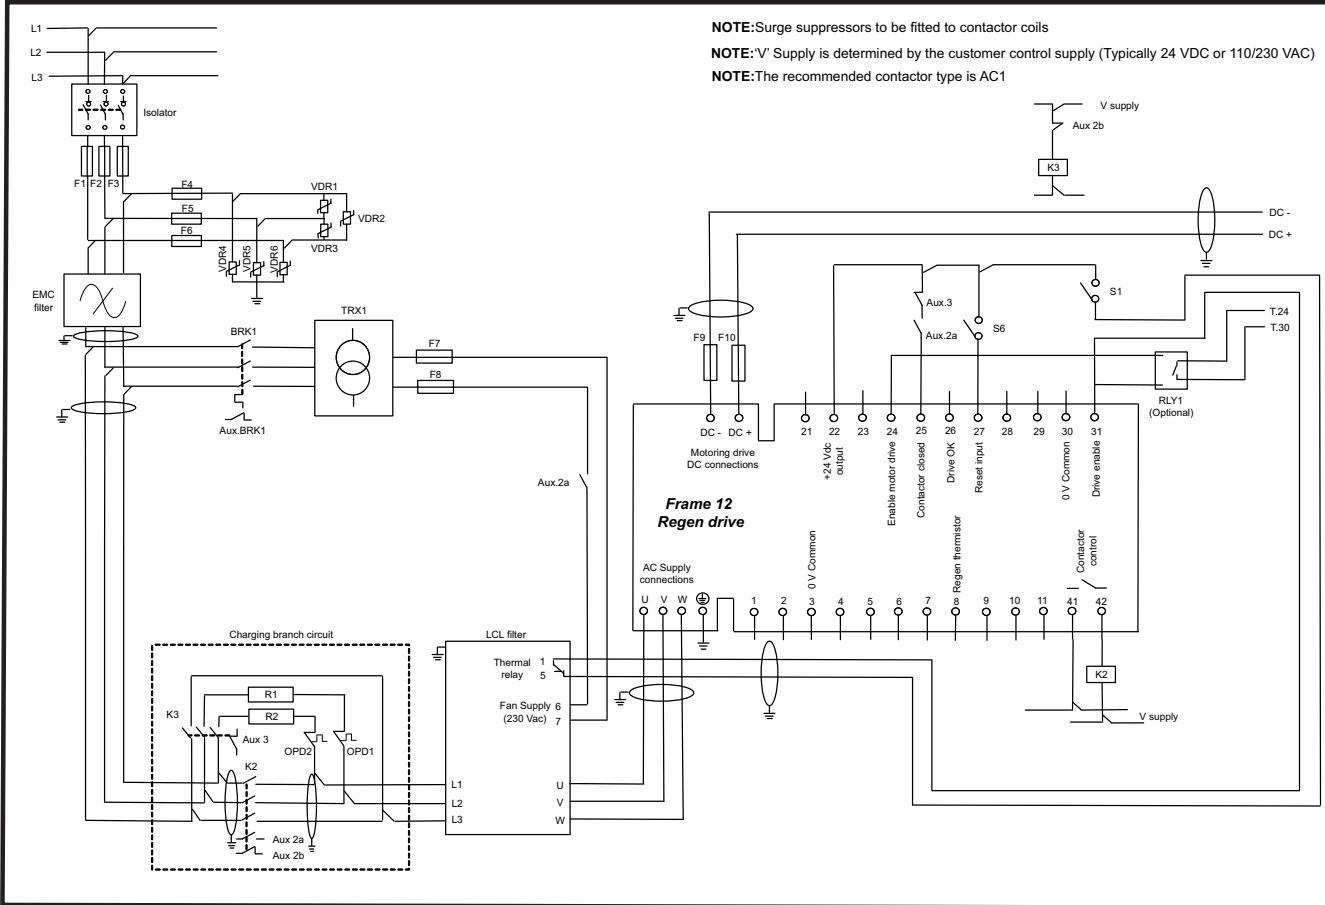 NOTE:Surge suppressors to be fitted to contactor coils
NOTE:'V' Supply is determined by the customer control supply (Typically 24 VDC or 110/230 VAC)
NOTE:The recommended contactor type is AC1
L1
L2
L3
Isolator
F1 F2 F3
F4
F5
F6
VDR1
VDR2
VDR3
VDR4
VDR5
VDR6
EMC
filter
BRK1
Aux.BRK1
TRX1
F7
F8
Aux.2a
V supply
Aux 2b
K3
DC -
DC +
S1
Aux.3
Aux.2a
S6
T.24
T.30
RLY1
(Optional)
F9 F10
DC - DC +
Motoring drive
DC connections
21 22 23 24 25 26 27 28 29 30 31
+24 Vdc
output
Enable motor drive
Contactor closed
Drive OK
Reset input
0 V Common
Drive enable
Frame 12
Regen drive
AC Supply
connections
U V W
0 V Common
Regen thermistor
Contactor
control
1 2 3 4 5 6 7 8 9 10 11 41 42
K2
V supply
Charging branch circuit
R1
R2
K3
Aux 3
OPD2 OPD1
K2
Aux 2a
Aux 2b
LCL filter
Thermal
relay
1
5
Fan Supply
(230 Vac)
6
7
L1
L2
L3
U
V
W